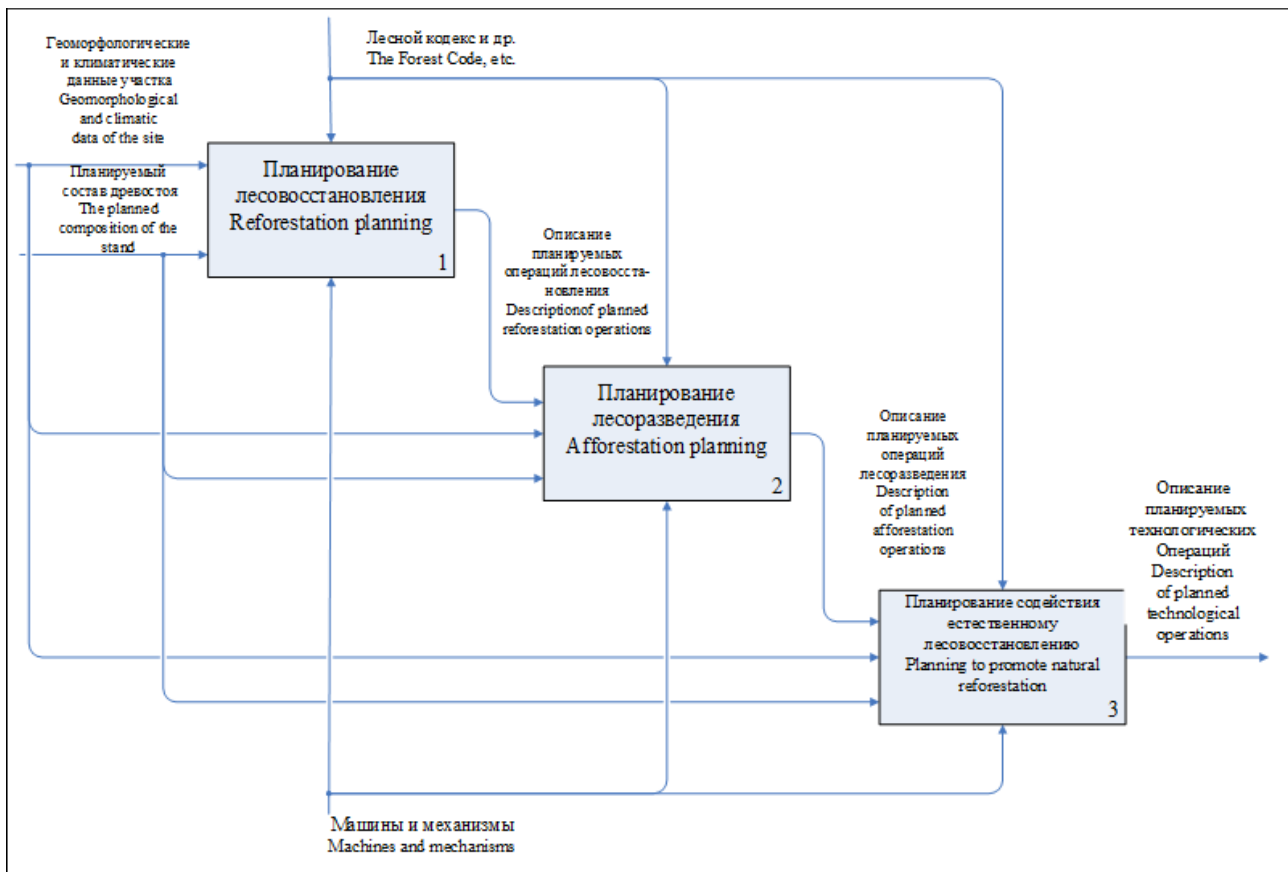 Геоморфологические
и климатические
данные участка
Geomorphological
and climatic
data of the site
Лесной кодекс и др.
The Forest Code, etc.
Планируемый
состав древостоя
The planned
composition of the
stand
Планирование
лесовосстановления
Reforestation planning
1
Описание
планируемых
операций лесовосста-
новления
Descriptionof planned
reforestation operations
Планирование
лесоразведения
Afforestation planning
2
Описание
планируемых
операций
лесоразведения
Description
of planned
afforestation
operations
Планирование содействия
естественному
лесовосстановлению
Planning to promote natural
reforestation
3
Описание
планируемых
технологических
Операций
Description
of planned
technological
operations
Машины и механизмы
Machines and mechanisms